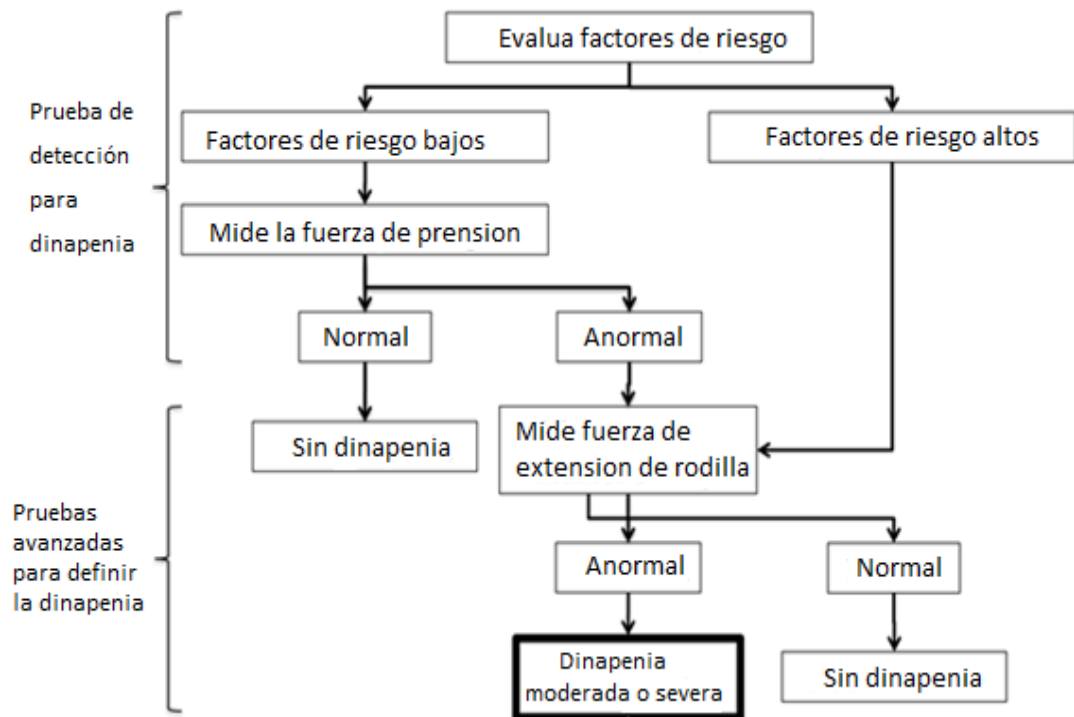 Evalua factores de riesgo
Prueba de
detección
para
dinapenia
Factores de riesgo bajos
Factores de riesgo altos
Mide la fuerza de prension
Normal
Anormal
Sin dinapenia
Mide fuerza de
extension de rodilla
Pruebas
avanzadas
para definir
la dinapenia
Anormal
Normal
Dinapenia
moderada o severa
Sin dinapenia